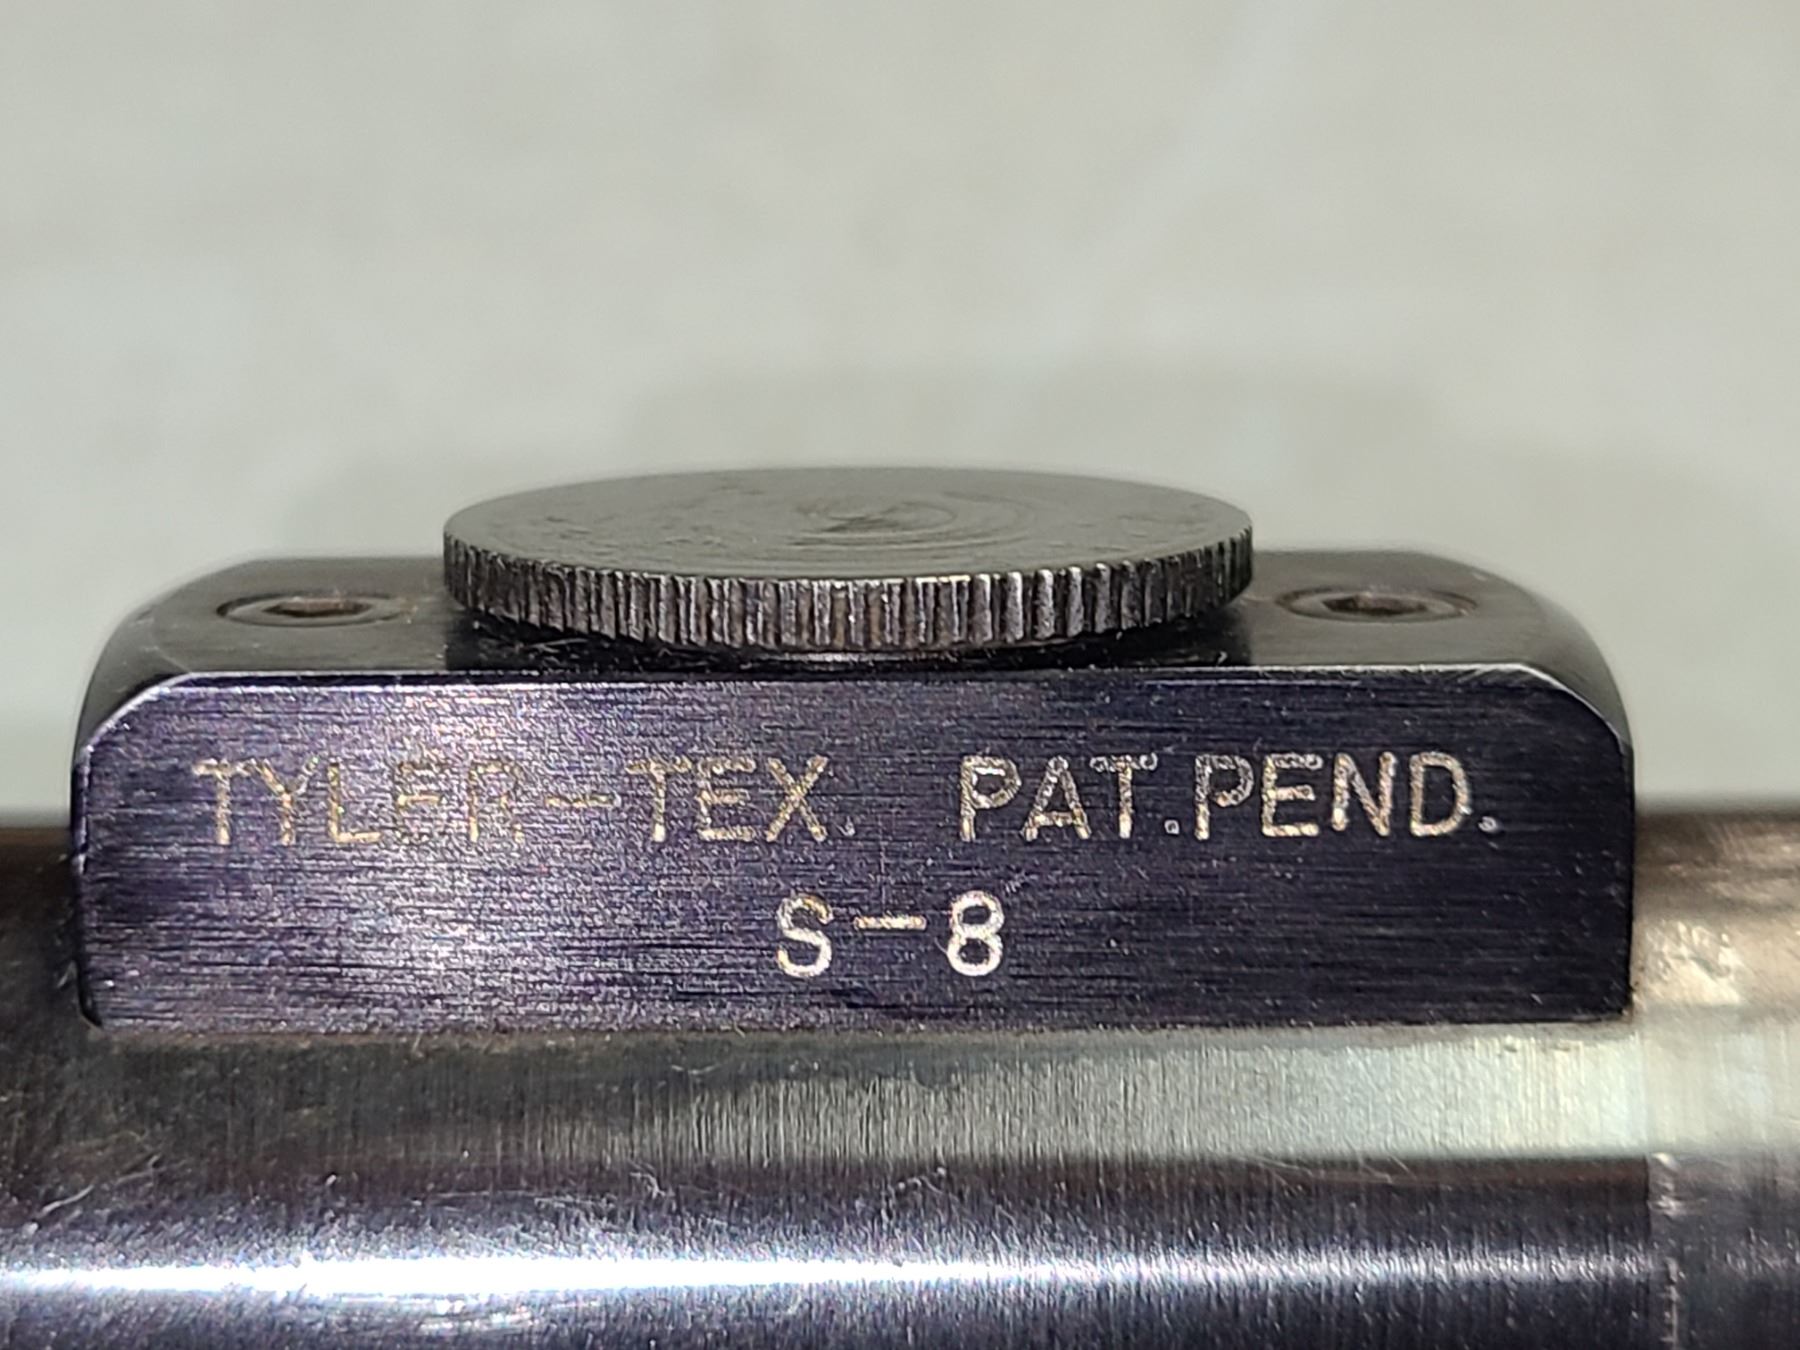 TYLER-TEX. PAT.PEND.
S-8